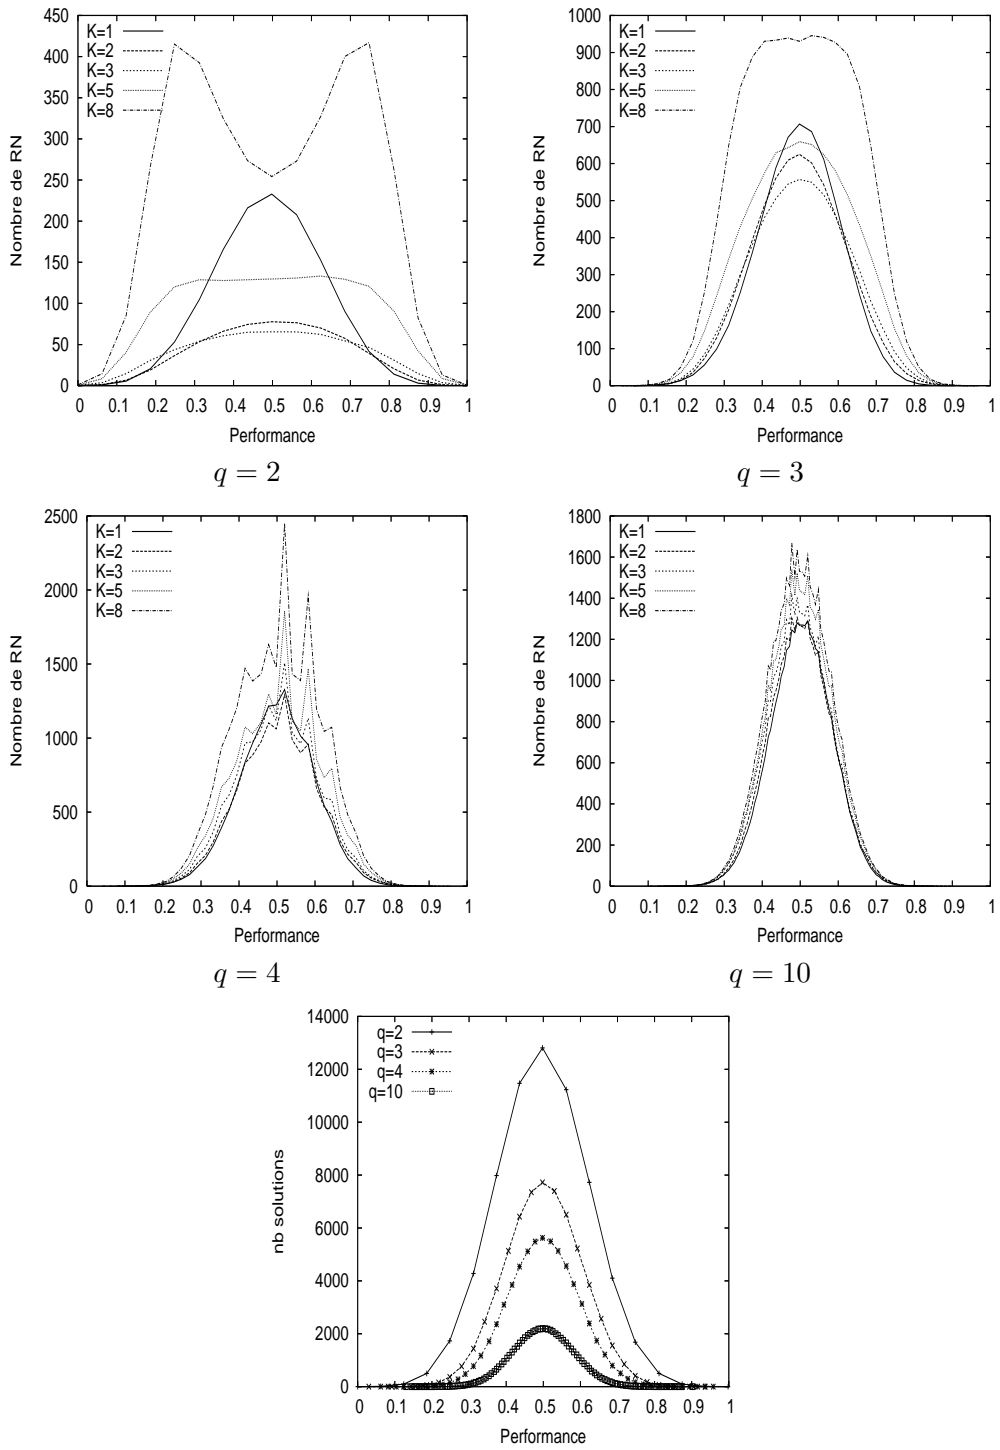 450
400
350
300
250
200
150
100
50
0
Nombre de RN
K=1
K=2
K=3
K=5
K=8
0 0.1 0.2 0.3 0.4 0.5 0.6 0.7 0.8 0.9 1
Performance
q = 2
1000
900
800
700
600
500
400
300
200
100
0
Nombre de RN
K=1
K=2
K=3
K=5
K=8
0 0.1 0.2 0.3 0.4 0.5 0.6 0.7 0.8 0.9 1
Performance
q = 3
2500
2000
1500
1000
500
0
Nombre de RN
K=1
K=2
K=3
K=5
K=8
0 0.1 0.2 0.3 0.4 0.5 0.6 0.7 0.8 0.9 1
Performance
q = 4
1800
1600
1400
1200
1000
800
600
400
200
0
Nombre de RN
K=1
K=2
K=3
K=5
K=8
0 0.1 0.2 0.3 0.4 0.5 0.6 0.7 0.8 0.9 1
Performance
q = 10
14000
12000
10000
8000
6000
4000
2000
0
nb solutions
q=2
q=3
q=4
q=10
0 0.1 0.2 0.3 0.4 0.5 0.6 0.7 0.8 0.9 1
Performance